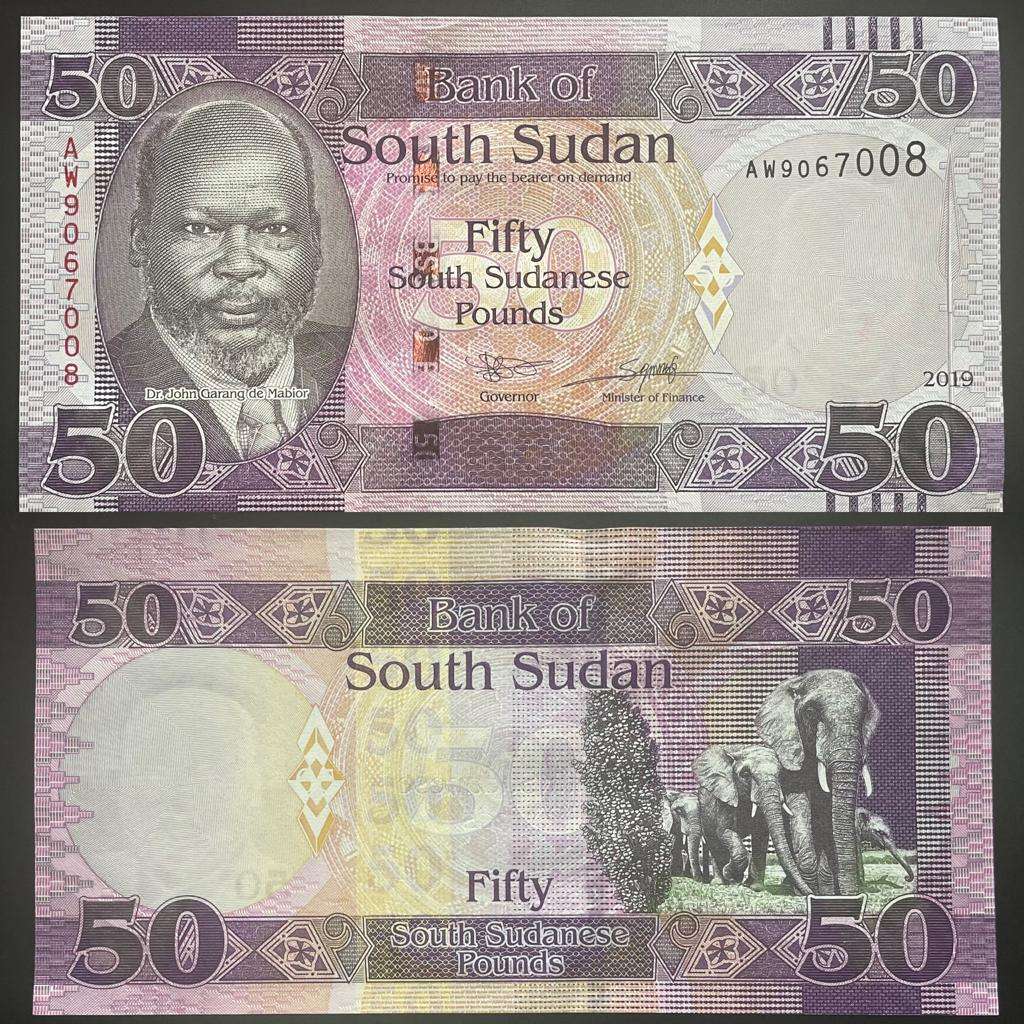 50
Bank of
50
South Sudan
Promise to pay the bearer on demand
AW9067008
AW9067008
50
Fifty
South Sudanese
Pounds
Governor
Minister of Finance
2019
Dr. John Garang de Mabior
50
50
50
Bank of
50
South Sudan
50
Fifty
South Sudanese
Pounds
50
50